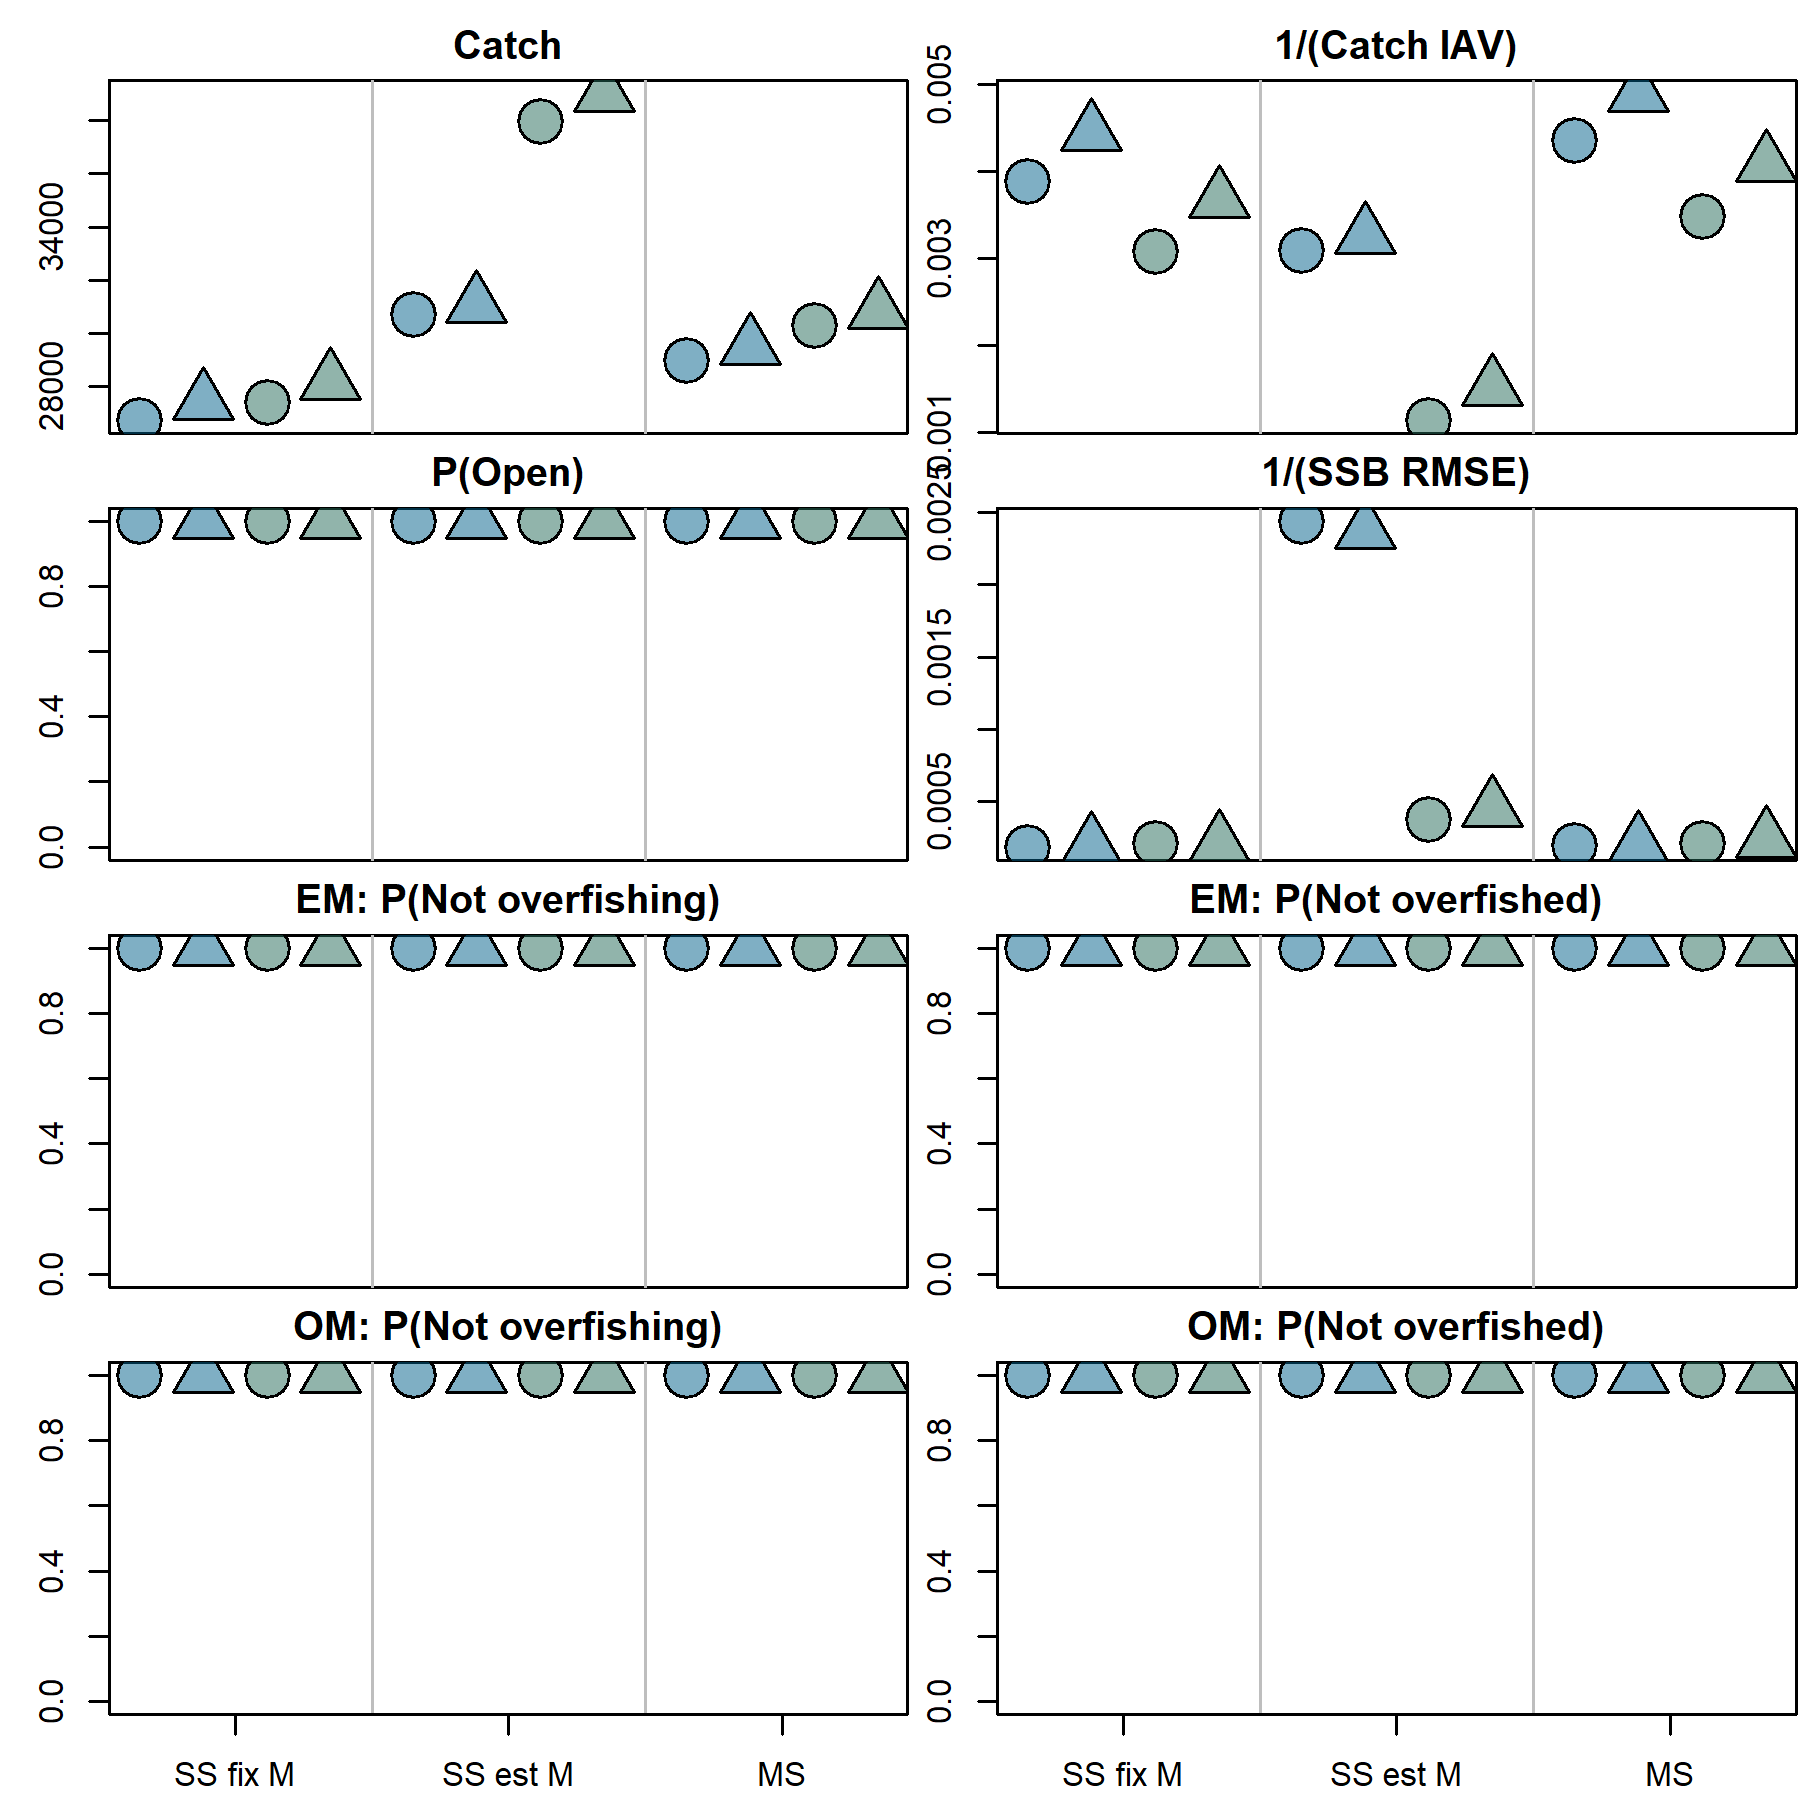 Catch
34000
28000
1/(Catch IAV)
0.005
0.003
0.001
P(Open)
0.8
0.4
0.0
1/(SSB RMSE)
0.0025
0.0015
0.0005
EM: P(Not overfishing)
0.8
0.4
0.0
EM: P(Not overfished)
0.8
0.4
0.0
OM: P(Not overfishing)
0.8
0.4
0.0
OM: P(Not overfished)
0.8
0.4
0.0
SS fix M SS est M MS
SS fix M SS est M MS